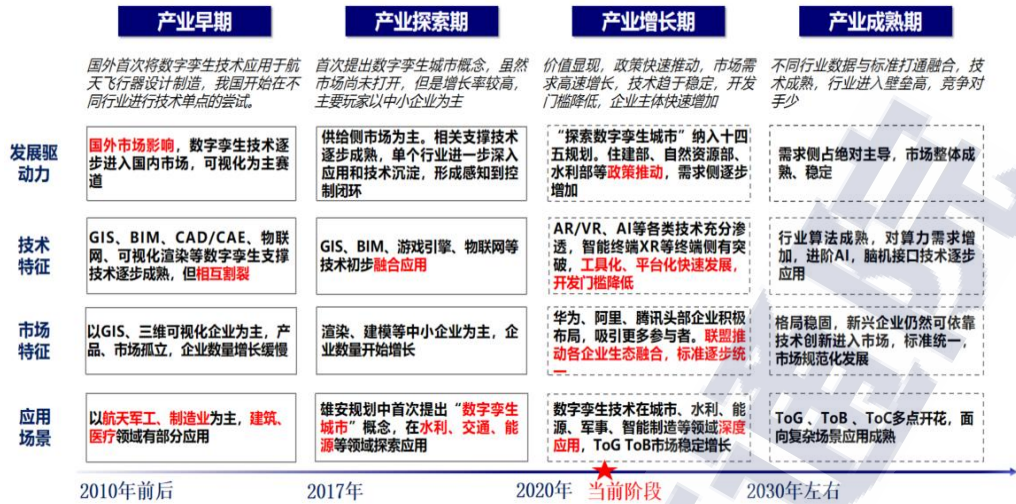 产业早期
产业探索期
产业增长期
产业成熟期
国外首次将数字孪生技术应用于航
天飞行器设计制造，我国开始在不
同行业进行技术单点的尝试。
首次提出数字孪生城市概念，虽然
市场尚未打开，但是增长率较高，
主要玩家以中小企业为主
价值显现，政策快速推动，市场需
求高速增长，技术趋于稳定，开发
门槛降低，企业主体快速增加
不同行业数据与标准打通融合，技
术成熟，行业进入壁垒高，竞争对
手少
发展驱
动力
国外市场影响，数字孪生技术逐
步进入国内市场，可视化为主赛
道
供给侧市场为主。相关支撑技术
逐步成熟，单个行业进一步深入
应用和技术沉淀，形成感知到控
制闭环
“探索数字孪生城市”纳入十四
五规划。住建部、自然资源部、
水利部等政策推动，需求侧逐步
增加
需求侧占绝对主导，市场整体成
熟、稳定
技术
特征
GIS、BIM、CAD/CAE、物联
网、可视化渲染等数字孪生支撑
技术逐步成熟，但相互割裂
GIS、BIM、游戏引擎、物联网等
技术初步融合应用
AR/VR、AI等各类技术充分渗
透，智能终端XR等终端侧有突
破，工具化、平台化快速发展，
开发门槛降低
行业算法成熟，对算力需求增
加，进阶AI，脑机接口技术逐步
应用
市场
特征
以GIS、三维可视化企业为主，产
品、市场孤立，企业数量增长缓慢
渲染、建模等中小企业为主，企
业数量开始增长
华为、阿里、腾讯头部企业积极
布局，吸引更多参与者。联盟推
动各企业生态融合，标准逐步统
一
格局稳固，新兴企业仍然可依靠
技术创新进入市场，标准统一，
市场规范化发展
应用
场景
以航天军工、制造业为主，建筑、
医疗领域有部分应用
雄安规划中首次提出“数字孪生
城市”概念，在水利、交通、能
源等领域探索应用
数字孪生技术在城市、水利、能
源、军事、智能制造等领域深度
应用，ToG ToB市场稳定增长
ToG 、ToB 、ToC多点开花，面
向复杂场景应用成熟
2010年前后
2017年
2020年
当前阶段
2030年左右